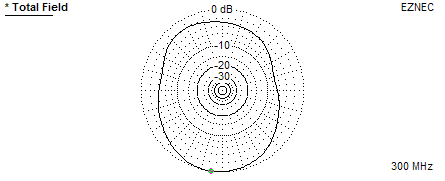 * Total Field
0 dB
EZNEC
-10
-20
-30
300 MHz